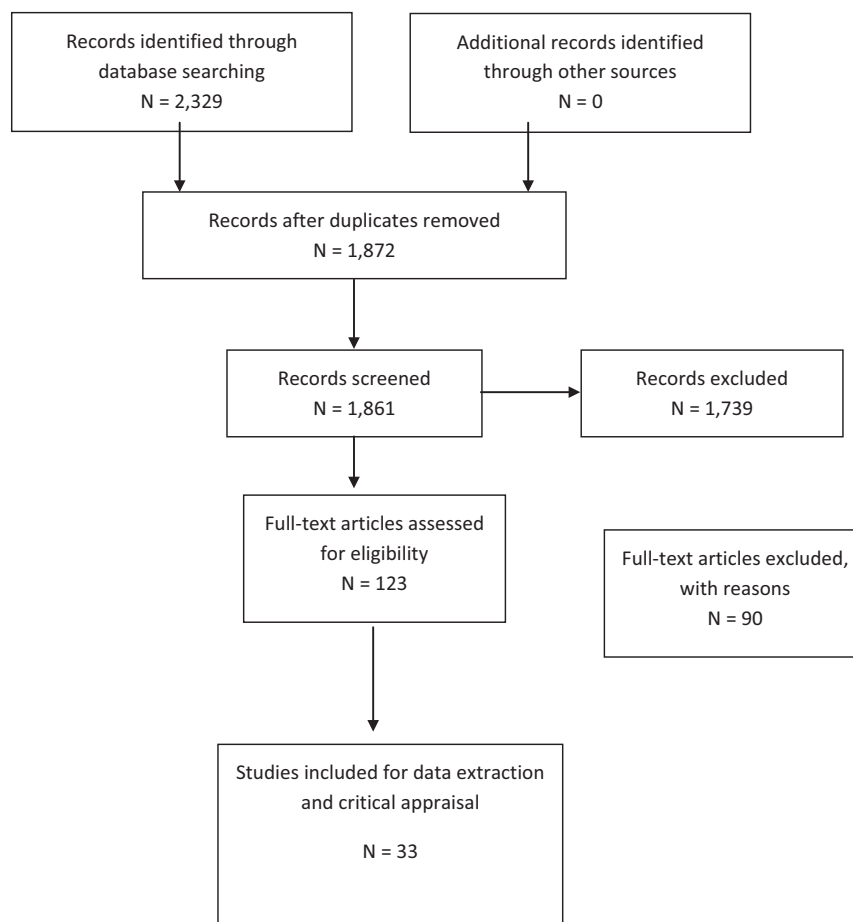 Records identified through
database searching
N = 2,329
Additional records identified
through other sources
N = 0
Records after duplicates removed
N = 1,872
Records screened
N = 1,861
Records excluded
N = 1,739
Full-text articles assessed
for eligibility
N = 123
Full-text articles excluded,
with reasons
N = 90
Studies included for data extraction
and critical appraisal
N = 33